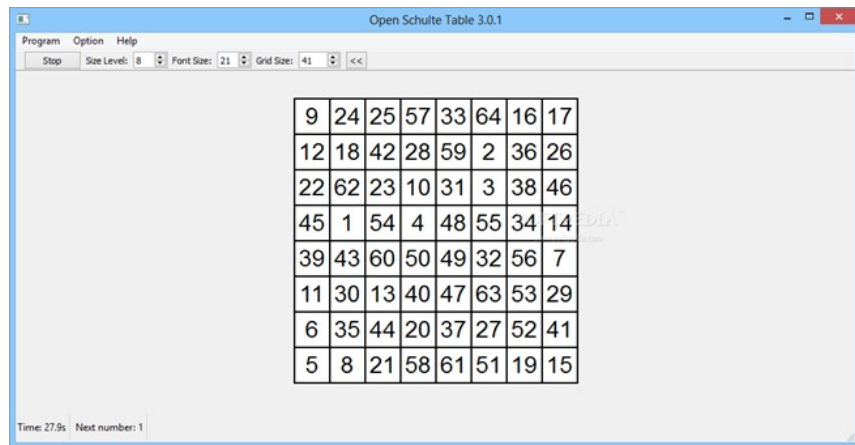 Open Schulte Table 3.0.1
Program Option Help
Stop Size Level: 8 Font Size: 21 Grid Size: 41 <<
9 24 25 57 33 64 16 17
12 18 42 28 59 2 36 26
22 62 23 10 31 3 38 46
45 1 54 4 48 55 34 14
39 43 60 50 49 32 56 7
11 30 13 40 47 63 53 29
6 35 44 20 37 27 52 41
5 8 21 58 61 51 19 15
Time: 27.9s Next number: 1